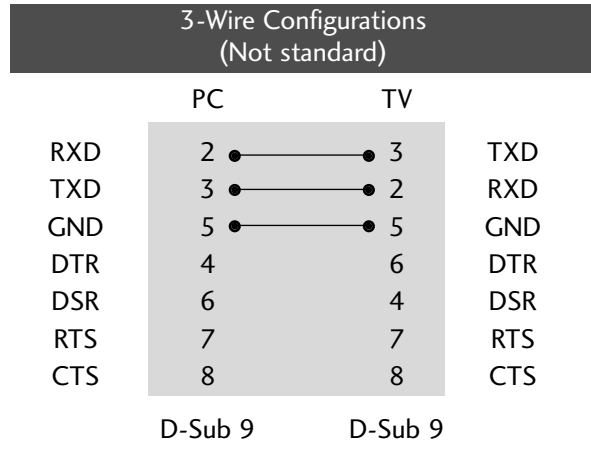 3-Wire Configurations
(Not standard)
PC TV
RXD 2 3 TXD
TXD 3 2 RXD
GND 5 5 GND
DTR 4 6 DTR
DSR 6 4 DSR
RTS 7 7 RTS
CTS 8 8 CTS
D-Sub 9 D-Sub 9